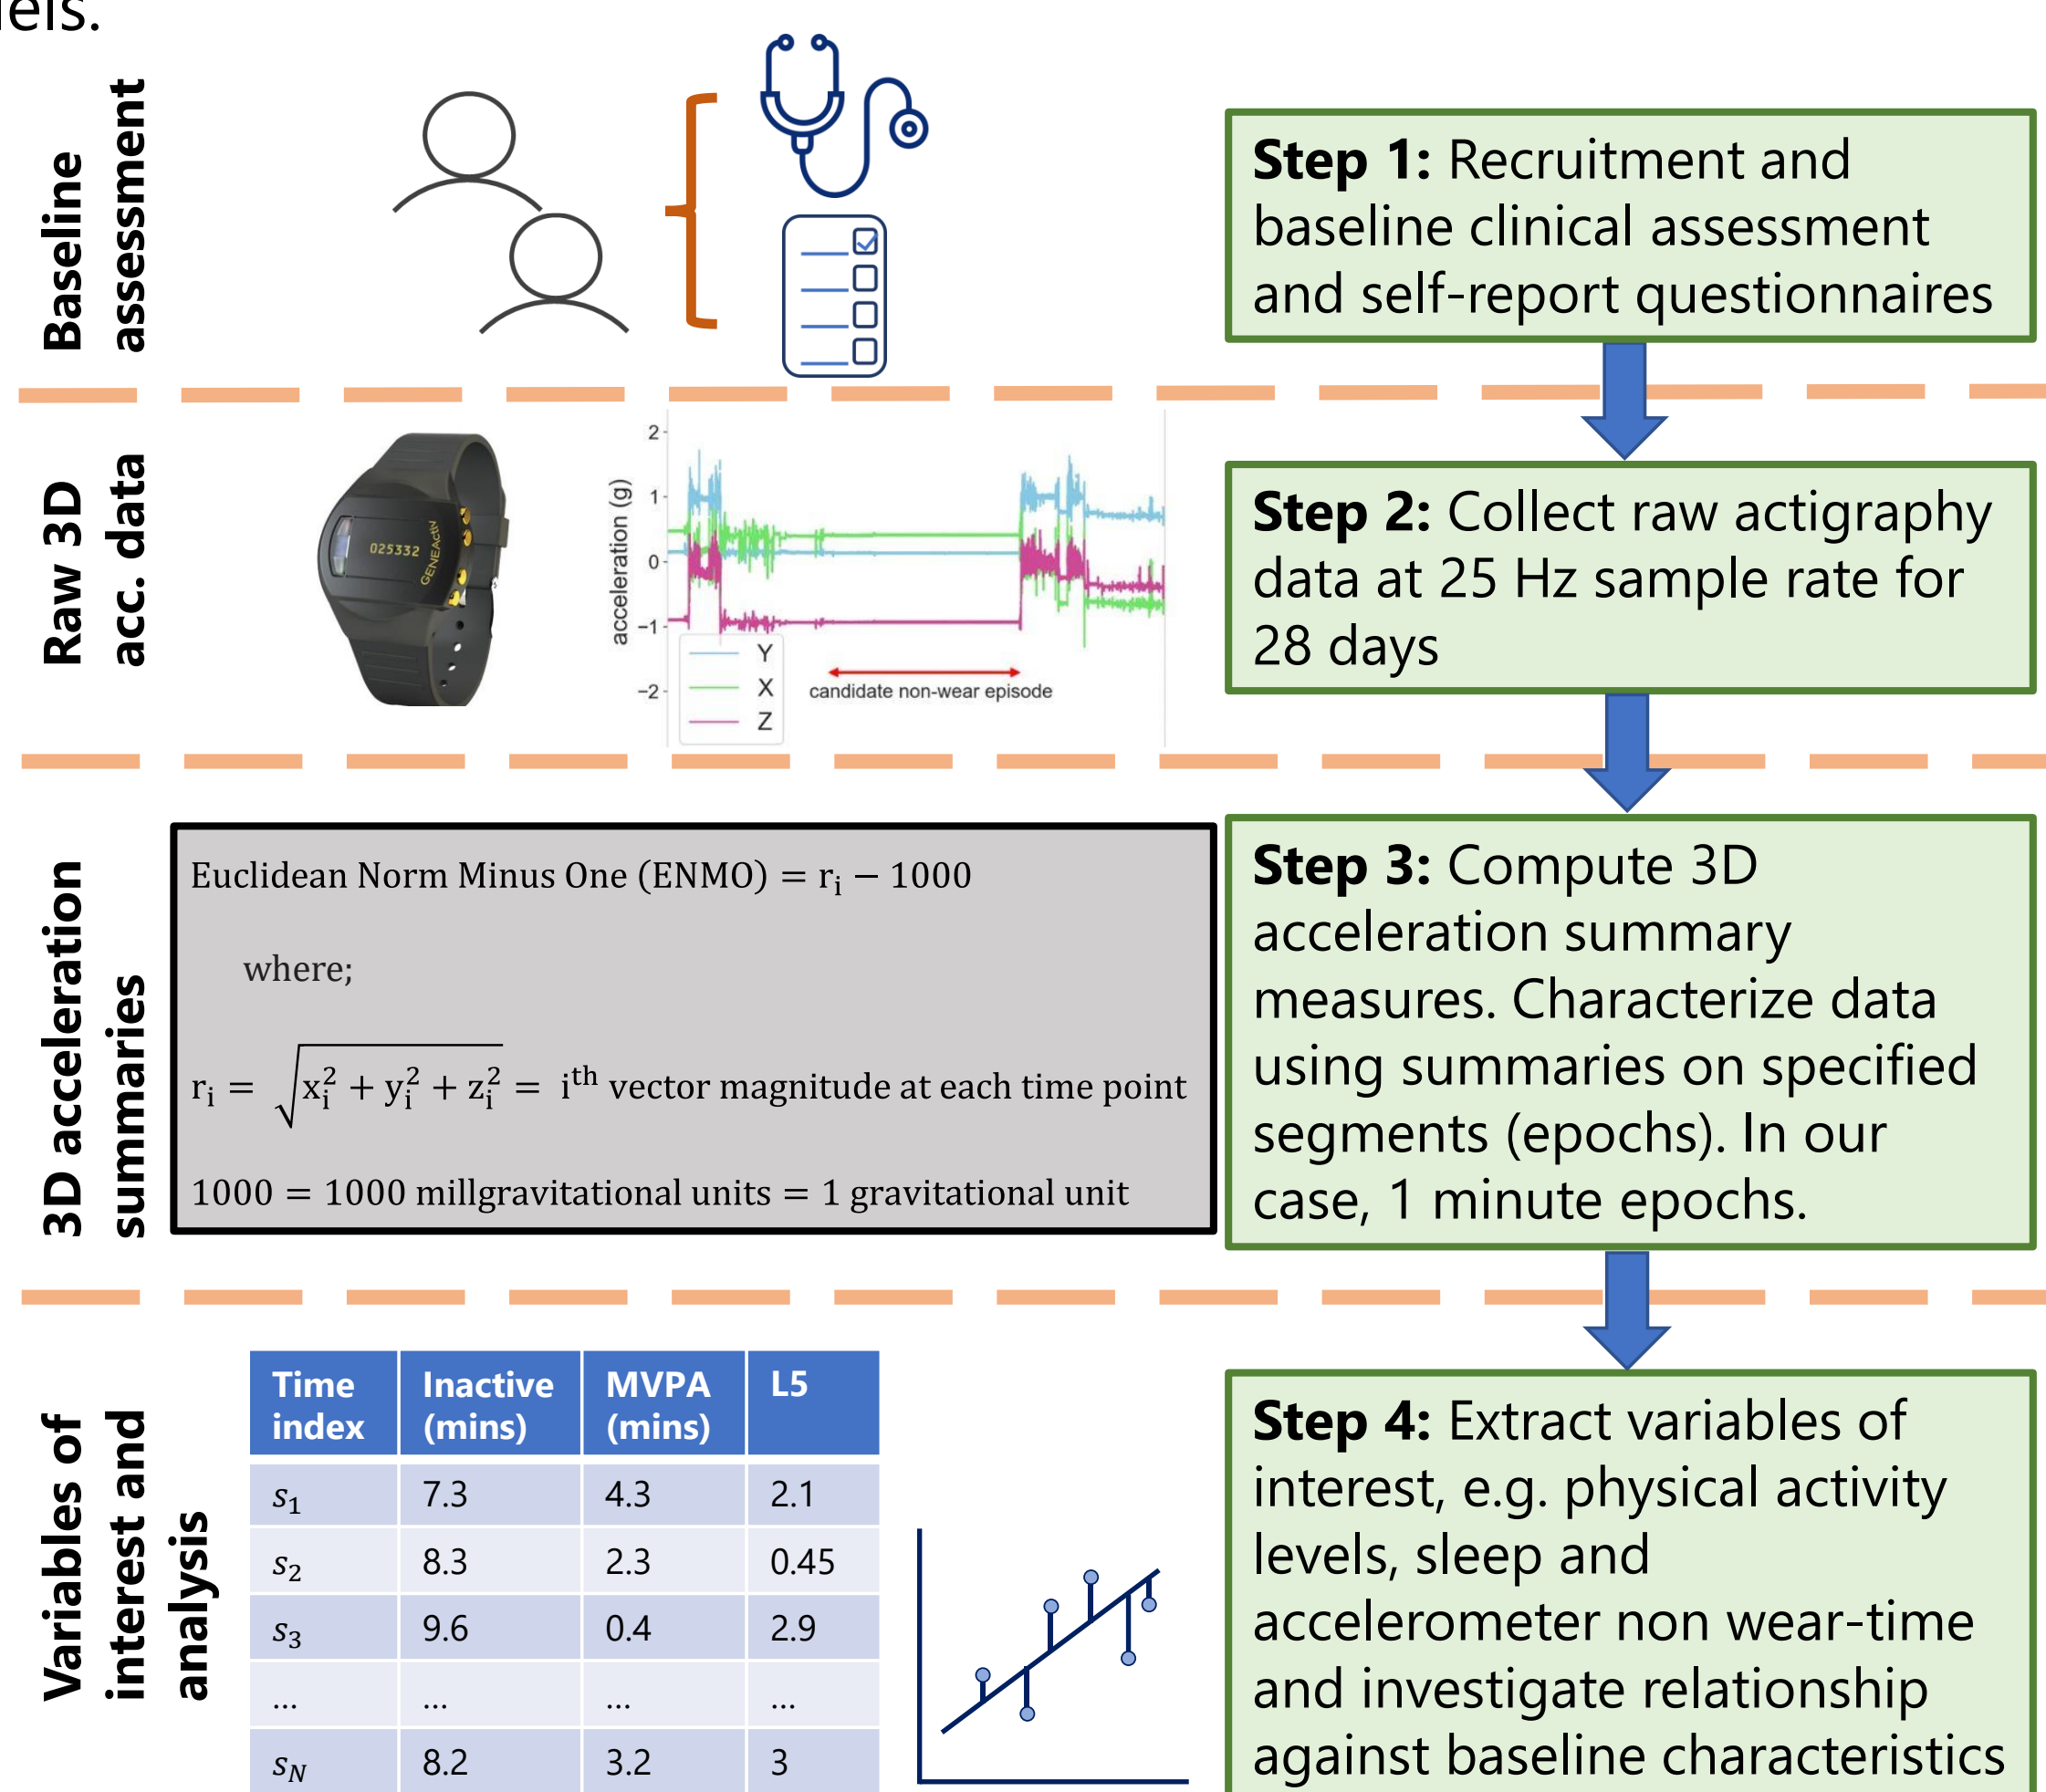 els.
Baseline
assessment
Step 1: Recruitment and
baseline clinical assessment
and self-report questionnaires
Raw 3D
acc. data
025332
GENEActiv
acceleration (g)
2
1
0
−1
−2
Y
X
Z
candidate non-wear episode
Step 2: Collect raw actigraphy
data at 25 Hz sample rate for
28 days
3D acceleration
summaries
Euclidean Norm Minus One (ENMO) = rᵢ − 1000
where;
rᵢ = √(xᵢ² + yᵢ² + zᵢ²) = iᵗʰ vector magnitude at each time point
1000 = 1000 millgravitational units = 1 gravitational unit
Step 3: Compute 3D
acceleration summary
measures. Characterize data
using summaries on specified
segments (epochs). In our
case, 1 minute epochs.
Variables of
interest and
analysis
Time index Inactive (mins) MVPA (mins) L5
s₁ 7.3 4.3 2.1
s₂ 8.3 2.3 0.45
s₃ 9.6 0.4 2.9
... ... ... ...
s_N 8.2 3.2 3
Step 4: Extract variables of
interest, e.g. physical activity
levels, sleep and
accelerometer non wear-time
and investigate relationship
against baseline characteristics